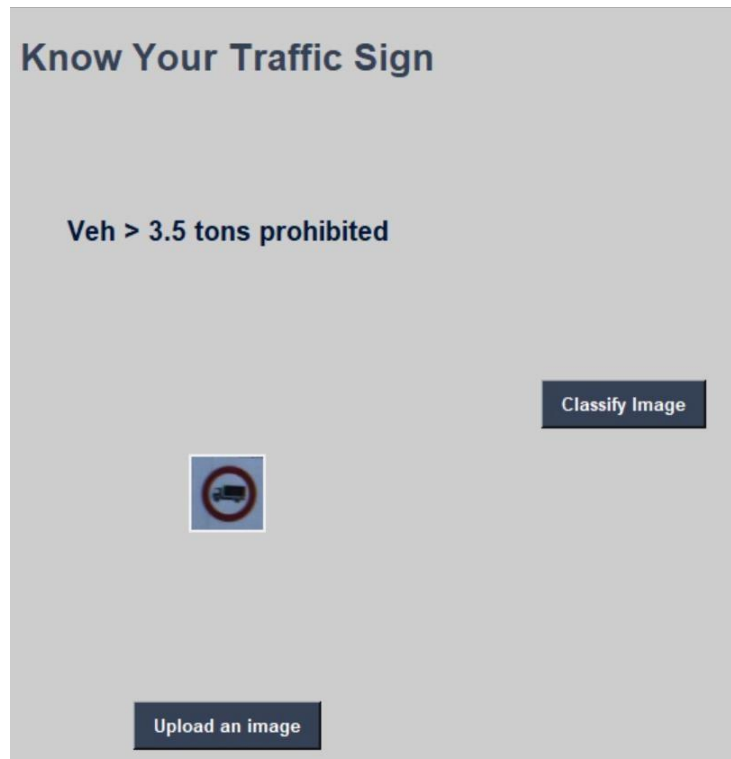 Know Your Traffic Sign
Veh > 3.5 tons prohibited
Classify Image
Upload an image